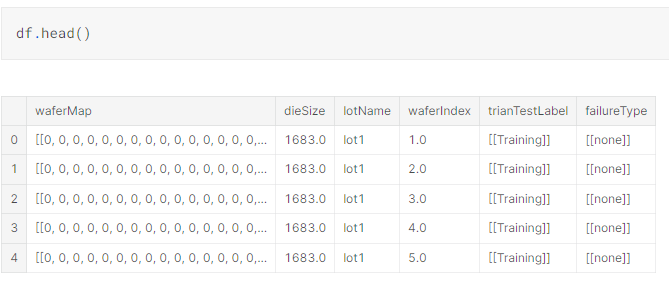 df.head()
waferMap dieSize lotName waferIndex trianTestLabel failureType
0 [[0, 0, 0, 0, 0, 0, 0, 0, 0, 0, 0, 0, 0, 0, 0,... 1683.0 lot1 1.0 [[Training]] [[none]]
1 [[0, 0, 0, 0, 0, 0, 0, 0, 0, 0, 0, 0, 0, 0, 0,... 1683.0 lot1 2.0 [[Training]] [[none]]
2 [[0, 0, 0, 0, 0, 0, 0, 0, 0, 0, 0, 0, 0, 0, 0,... 1683.0 lot1 3.0 [[Training]] [[none]]
3 [[0, 0, 0, 0, 0, 0, 0, 0, 0, 0, 0, 0, 0, 0, 0,... 1683.0 lot1 4.0 [[Training]] [[none]]
4 [[0, 0, 0, 0, 0, 0, 0, 0, 0, 0, 0, 0, 0, 0, 0,... 1683.0 lot1 5.0 [[Training]] [[none]]